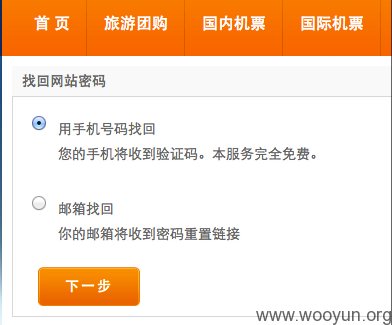 首 页 旅游团购 国内机票 国际机票
找回网站密码
用手机号码找回
您的手机将收到验证码。本服务完全免费。
邮箱找回
你的邮箱将收到密码重置链接
下一步
www.wooyun.org